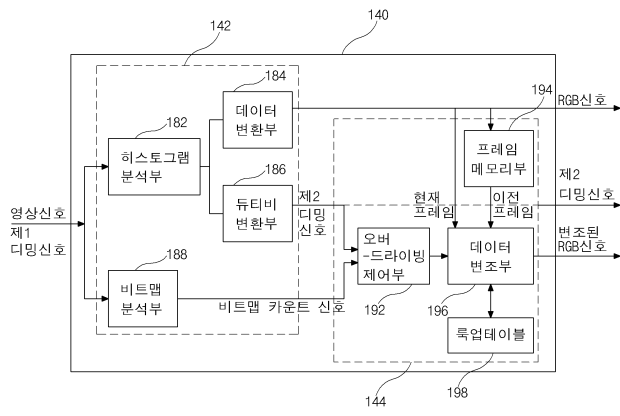 142
140
184
데이터
변환부
182
히스토그램
분석부
186
듀티비
변환부
188
비트맵
분석부
영상신호
제1
디밍신호
제2
디밍
신호
비트맵 카운트 신호
현재
프레임
이전
프레임
194
프레임
메모리부
오버
-드라이빙
제어부
192
데이터
변조부
196
룩업테이블
198
144
RGB신호
제2
디밍신호
변조된
RGB신호